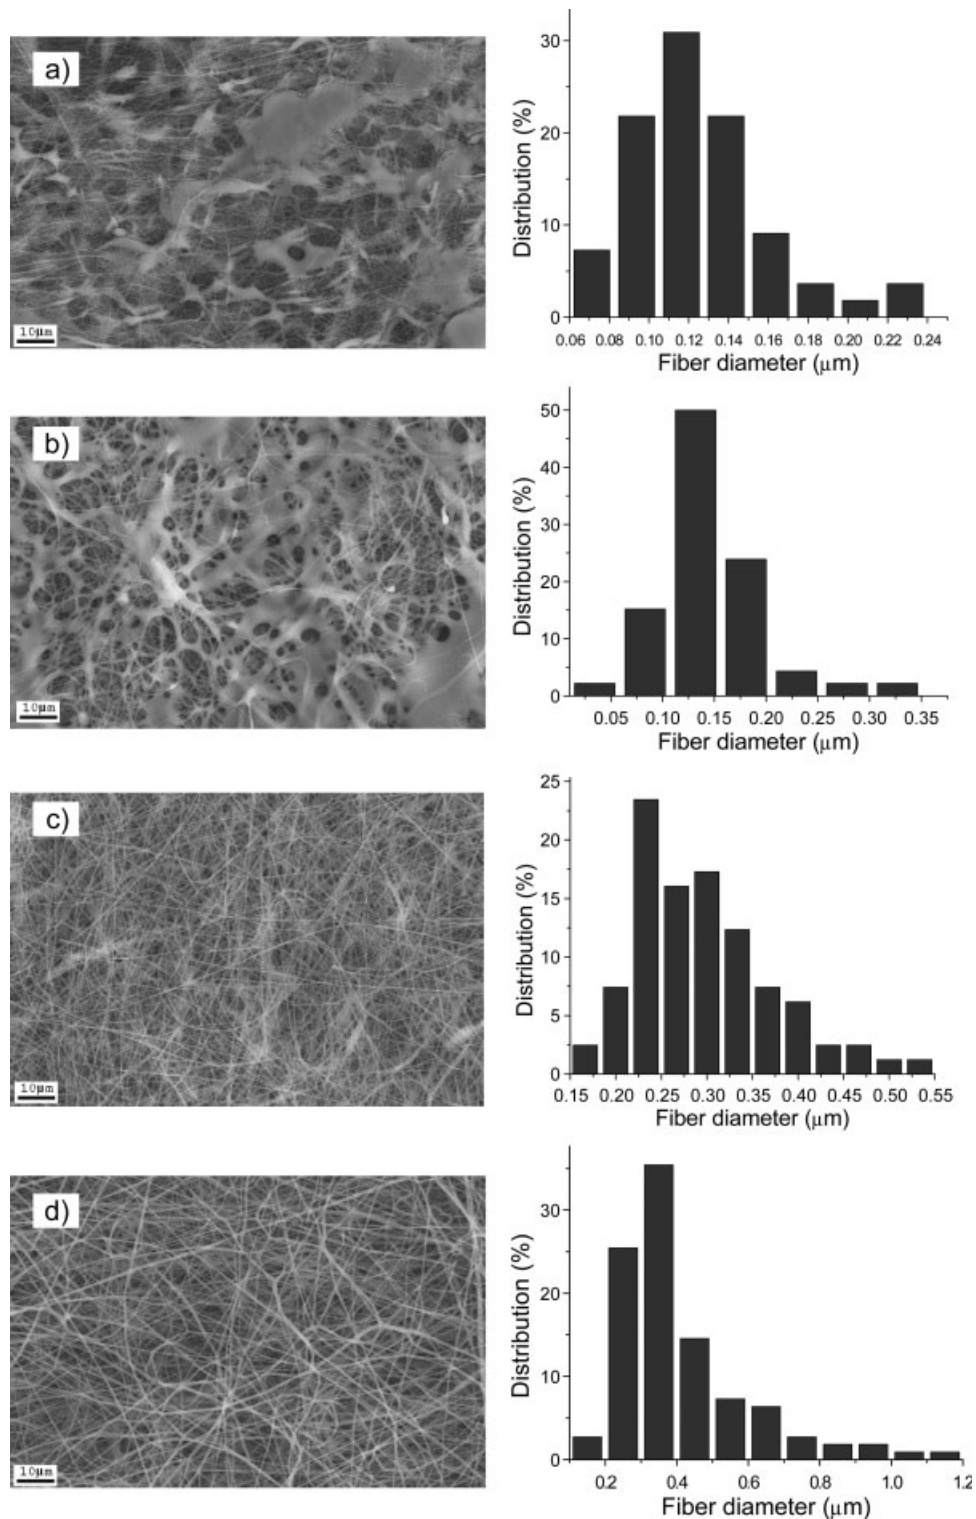 a)
10μm
Distribution (%)
30
20
10
0
0.06 0.08 0.10 0.12 0.14 0.16 0.18 0.20 0.22 0.24
Fiber diameter (μm)
b)
10μm
Distribution (%)
50
40
30
20
10
0
0.05 0.10 0.15 0.20 0.25 0.30 0.35
Fiber diameter (μm)
c)
10μm
Distribution (%)
25
20
15
10
5
0
0.15 0.20 0.25 0.30 0.35 0.40 0.45 0.50 0.55
Fiber diameter (μm)
d)
10μm
Distribution (%)
30
20
10
0
0.2 0.4 0.6 0.8 1.0 1.2
Fiber diameter (μm)